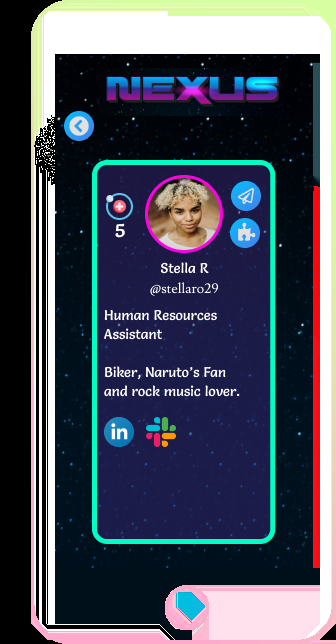 NEXUS
5
Stella R
@stellaro29
Human Resources
Assistant
Biker, Naruto's Fan
and rock music lover.
in